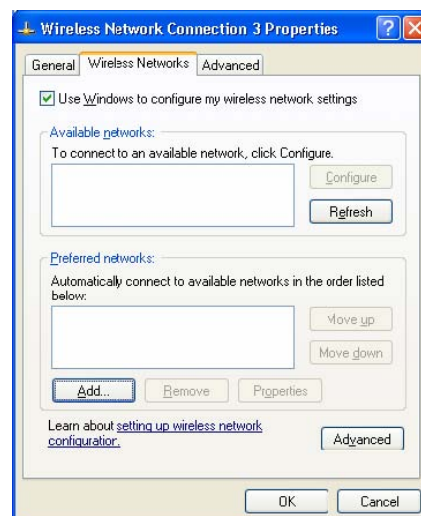 Wireless Network Connection 3 Properties
General Wireless Networks Advanced
Use Windows to configure my wireless network settings
Available networks:
To connect to an available network, click Configure.
Configure
Refresh
Preferred networks:
Automatically connect to available networks in the order listed
below:
Move up
Move down
Add... Remove Properties
Learn about setting up wireless network
configuration.
Advanced
OK Cancel